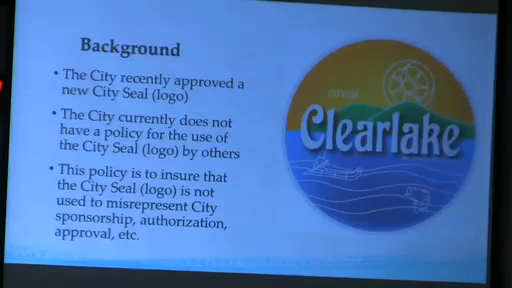 Background
• The City recently approved a
new City Seal (logo)
• The City currently does not
have a policy for the use of
the City Seal (logo) by others
• This policy is to insure that
the City Seal (logo) is not
used to misrepresent City
sponsorship, authorization,
approval, etc.
CITY OF
Clearlake